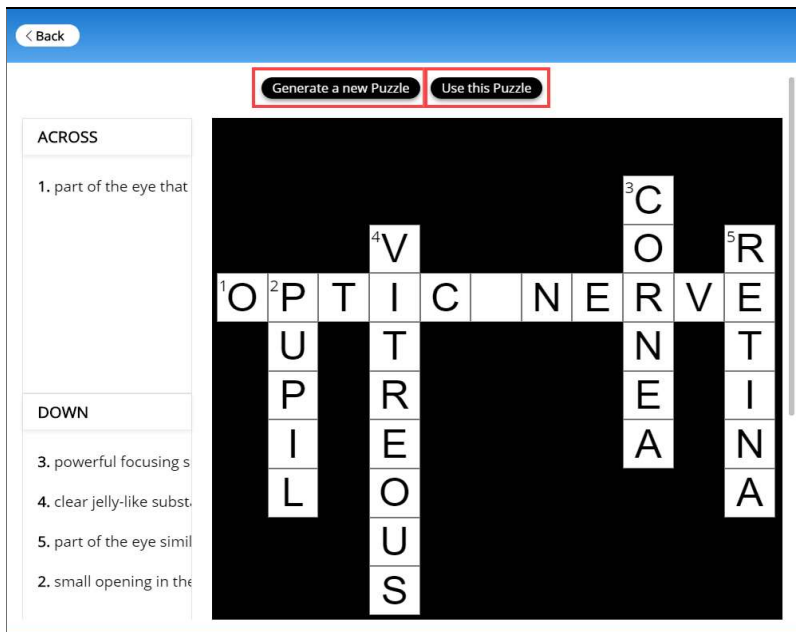 Back
Generate a new Puzzle
Use this Puzzle
ACROSS
1. part of the eye that
DOWN
3. powerful focusing s
4. clear jelly-like subst
5. part of the eye simil
2. small opening in the
3 C
4 V O 5 R
1 O 2 P T I C N E R V E
U T N T
P R E I
I E A N
L O A
U
S